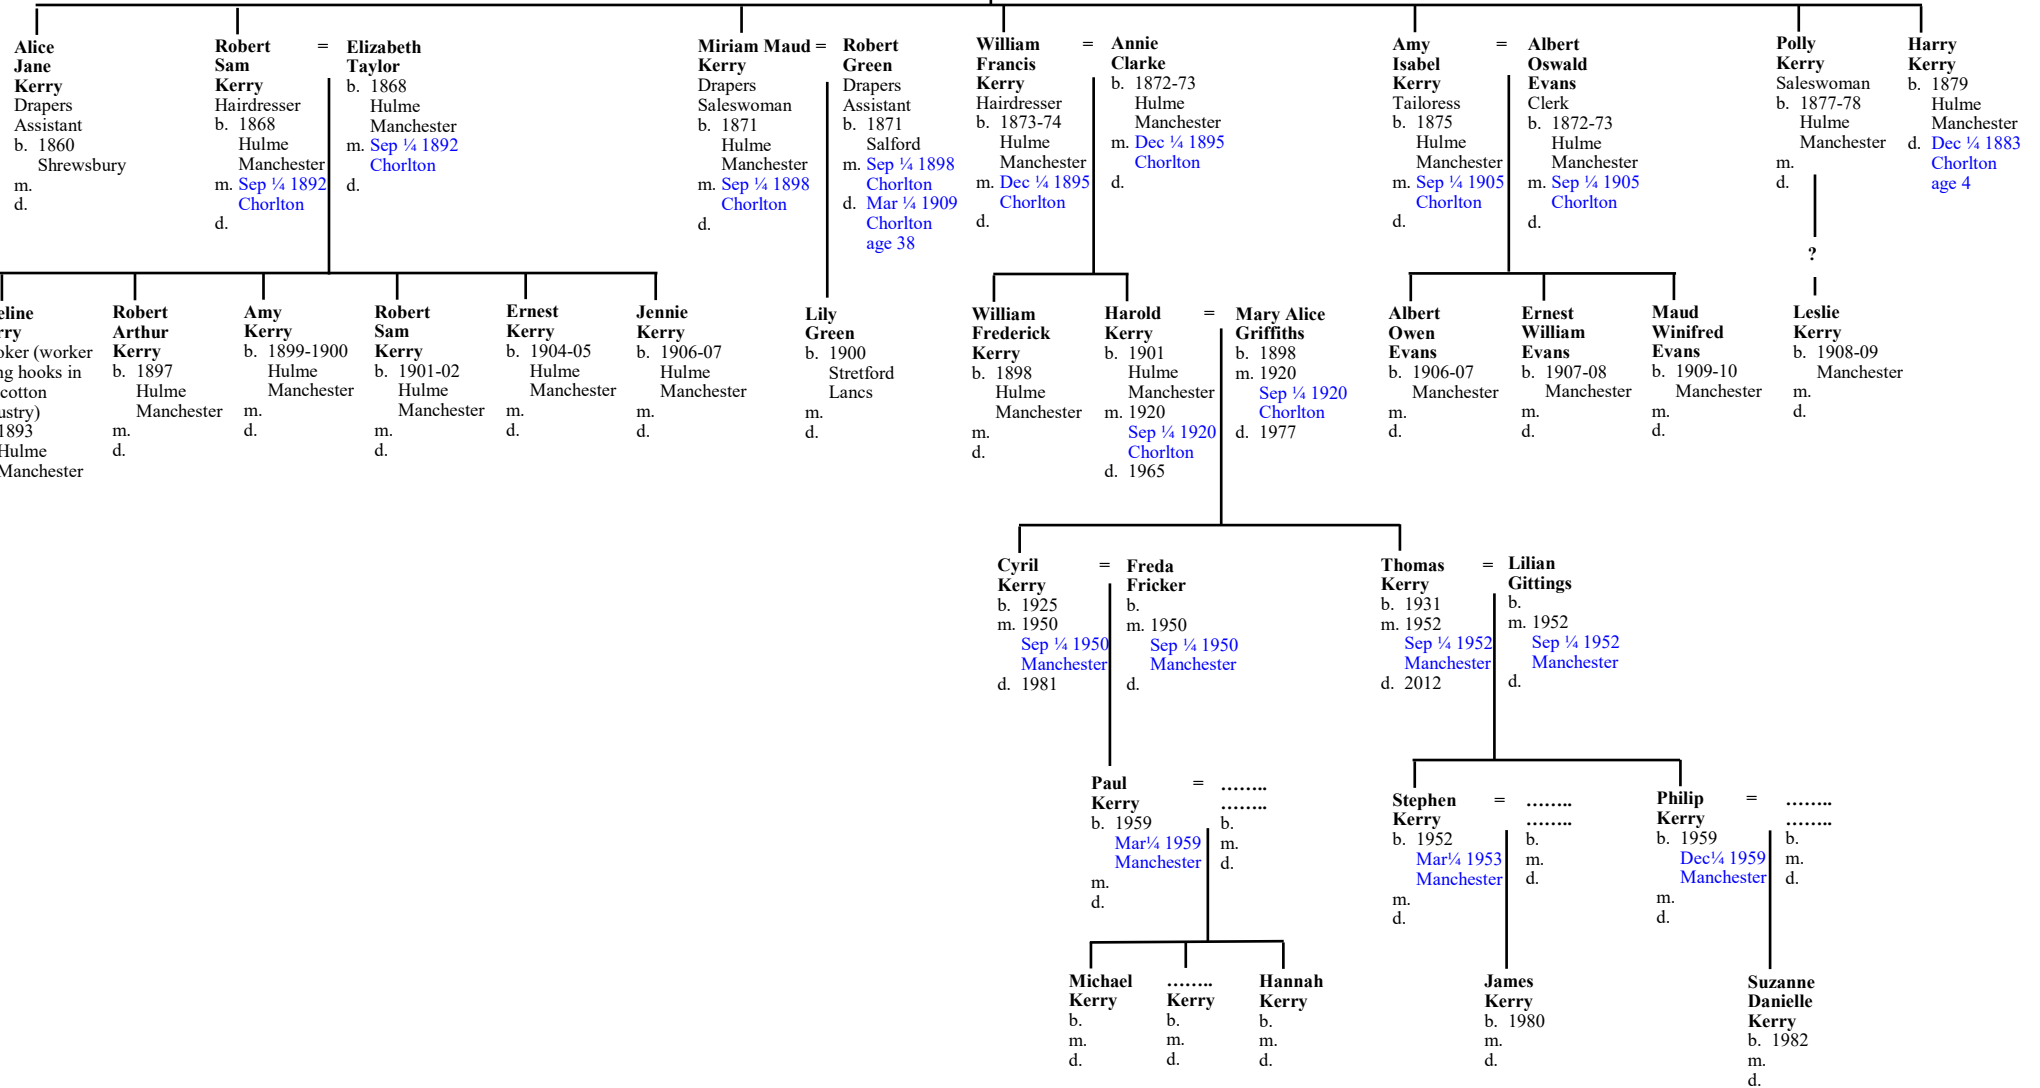 Alice
Jane
Kerry
Drapers
Assistant
b. 1860
Shrewsbury
m.
d.
Robert
Sam
Kerry
Hairdresser
b. 1868
Hulme
Manchester
m. Sep ¼ 1892
Chorlton
d.
=
Elizabeth
Taylor
b. 1868
Hulme
Manchester
m. Sep ¼ 1892
Chorlton
d.
Miriam Maud =
Kerry
Drapers
Saleswoman
b. 1871
Hulme
Manchester
m. Sep ¼ 1898
Chorlton
d.
Robert
Green
Drapers
Assistant
b. 1871
Salford
m. Sep ¼ 1898
Chorlton
d. Mar ¼ 1909
Chorlton
age 38
William
Francis
Kerry
Hairdresser
b. 1873-74
Hulme
Manchester
m. Dec ¼ 1895
Chorlton
d.
=
Annie
Clarke
b. 1872-73
Hulme
Manchester
m. Dec ¼ 1895
Chorlton
d.
Amy
Isabel
Kerry
Tailoress
b. 1875
Hulme
Manchester
m. Sep ¼ 1905
Chorlton
d.
=
Albert
Oswald
Evans
Clerk
b. 1872-73
Hulme
Manchester
m. Sep ¼ 1905
Chorlton
d.
Polly
Kerry
Saleswoman
b. 1877-78
Hulme
Manchester
m.
d.
?
Harry
Kerry
b. 1879
Hulme
Manchester
d. Dec ¼ 1883
Chorlton
age 4
eline
rry
oker (worker
ng hooks in
cotton
ustry)
1893
Hulme
Manchester
Robert
Arthur
Kerry
b. 1897
Hulme
Manchester
m.
d.
Amy
Kerry
b. 1899-1900
Hulme
Manchester
m.
d.
Robert
Sam
Kerry
b. 1901-02
Hulme
Manchester
m.
d.
Ernest
Kerry
b. 1904-05
Hulme
Manchester
m.
d.
Jennie
Kerry
b. 1906-07
Hulme
Manchester
m.
d.
Lily
Green
b. 1900
Stretford
Lancs
m.
d.
William
Frederick
Kerry
b. 1898
Hulme
Manchester
m.
d.
Harold
Kerry
b. 1901
Hulme
Manchester
m. 1920
Sep ¼ 1920
Chorlton
d. 1965
=
Mary Alice
Griffiths
b. 1898
m. 1920
Sep ¼ 1920
Chorlton
d. 1977
Albert
Owen
Evans
b. 1906-07
Manchester
m.
d.
Ernest
William
Evans
b. 1907-08
Manchester
m.
d.
Maud
Winifred
Evans
b. 1909-10
Manchester
m.
d.
Leslie
Kerry
b. 1908-09
Manchester
m.
d.
Cyril
Kerry
b. 1925
m. 1950
Sep ¼ 1950
Manchester
d. 1981
=
Freda
Fricker
b.
m. 1950
Sep ¼ 1950
Manchester
d.
Thomas
Kerry
b. 1931
m. 1952
Sep ¼ 1952
Manchester
d. 2012
=
Lilian
Gittings
b.
m. 1952
Sep ¼ 1952
Manchester
d.
Paul
Kerry
b. 1959
Mar¼ 1959
Manchester
m.
d.
=
........
........
b.
m.
d.
Stephen
Kerry
b. 1952
Mar¼ 1953
Manchester
m.
d.
=
........
........
b.
m.
d.
Philip
Kerry
b. 1959
Dec¼ 1959
Manchester
m.
d.
=
........
........
b.
m.
d.
Michael
Kerry
b.
m.
d.
........
Kerry
b.
m.
d.
Hannah
Kerry
b.
m.
d.
James
Kerry
b. 1980
m.
d.
Suzanne
Danielle
Kerry
b. 1982
m.
d.